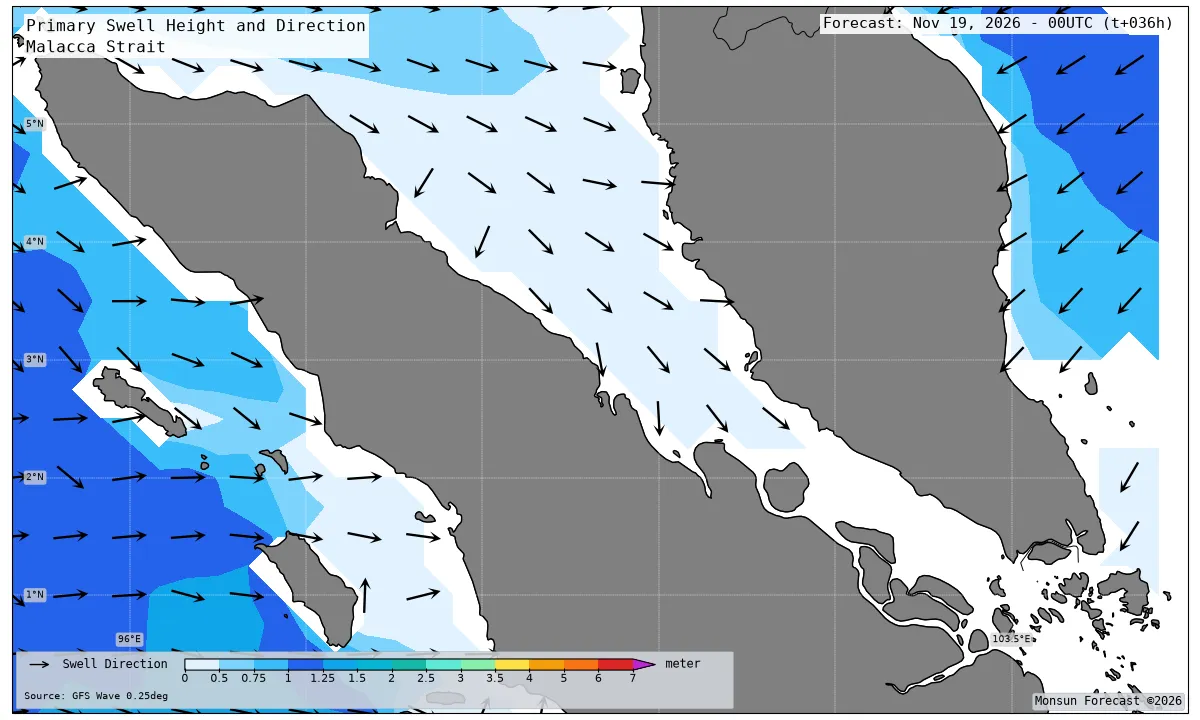 Primary Swell Height and Direction
Malacca Strait
Forecast: Nov 19, 2026 - 00UTC (t+036h)
5°N
4°N
3°N
2°N
1°N
96°E
103.5°E
Swell Direction
meter
0 0.5 0.75 1 1.25 1.5 2 2.5 3 3.5 4 5 6 7
Source: GFS Wave 0.25deg
Monsun Forecast ©2026